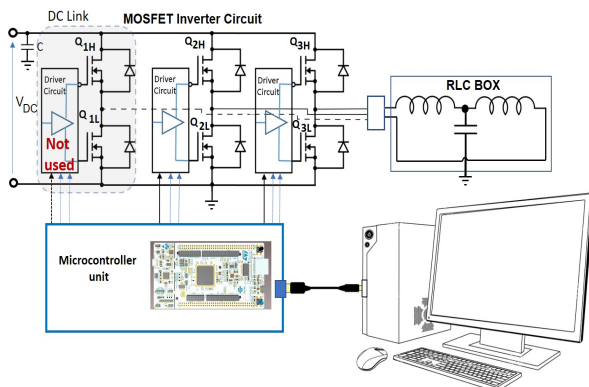 DC Link
MOSFET Inverter Circuit
C
Q1H
Q2H
Q3H
Driver
Circuit
Driver
Circuit
Driver
Circuit
VDC
Q1L
Q2L
Q3L
Not
used
RLC BOX
Microcontroller
unit